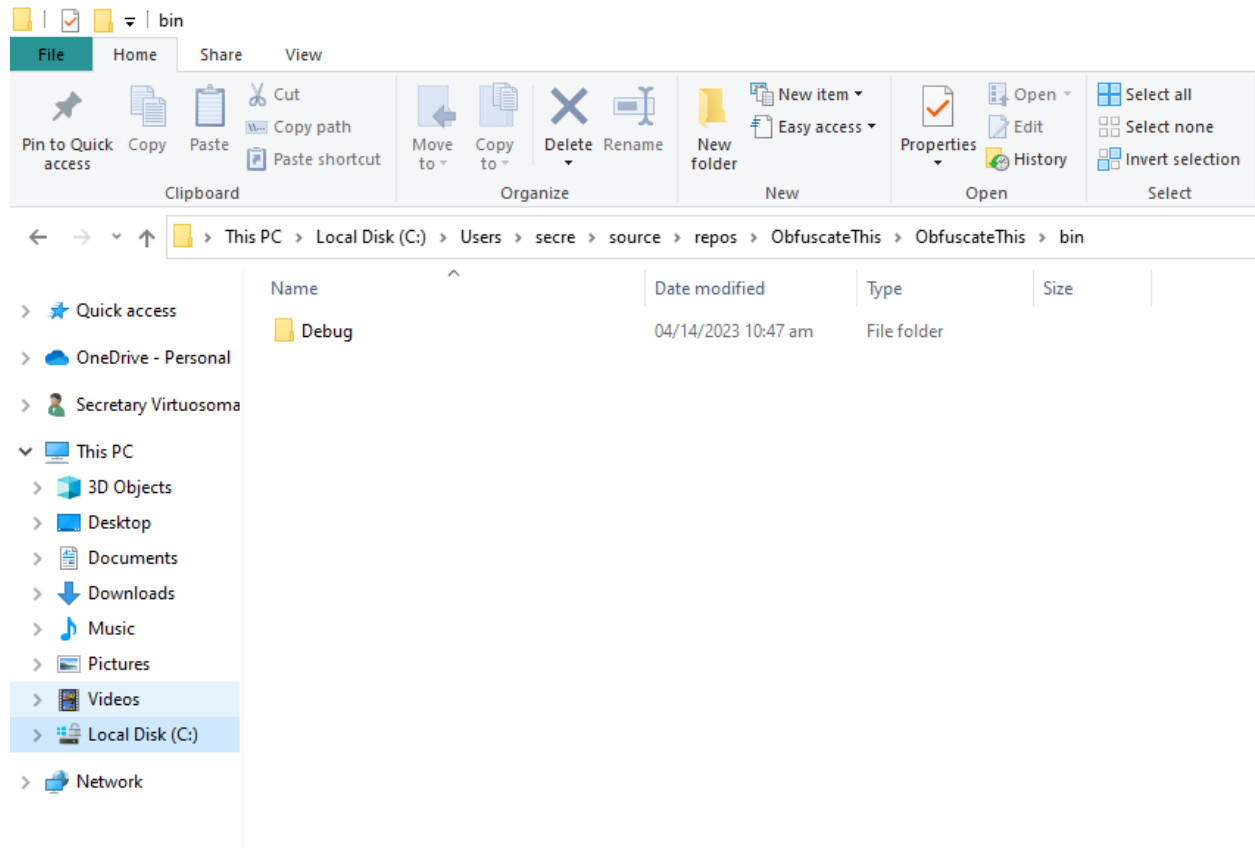 bin
File Home Share View
Pin to Quick access
Copy
Paste
Cut
Copy path
Paste shortcut
Clipboard
Move to
Copy to
Delete
Rename
Organize
New folder
New item
Easy access
New
Properties
Open
Edit
History
Open
Select all
Select none
Invert selection
Select
This PC > Local Disk (C:) > Users > secre > source > repos > ObfuscateThis > ObfuscateThis > bin
Name Date modified Type Size
Debug 04/14/2023 10:47 am File folder
Quick access
OneDrive - Personal
Secretary Virtuosoma
This PC
3D Objects
Desktop
Documents
Downloads
Music
Pictures
Videos
Local Disk (C:)
Network